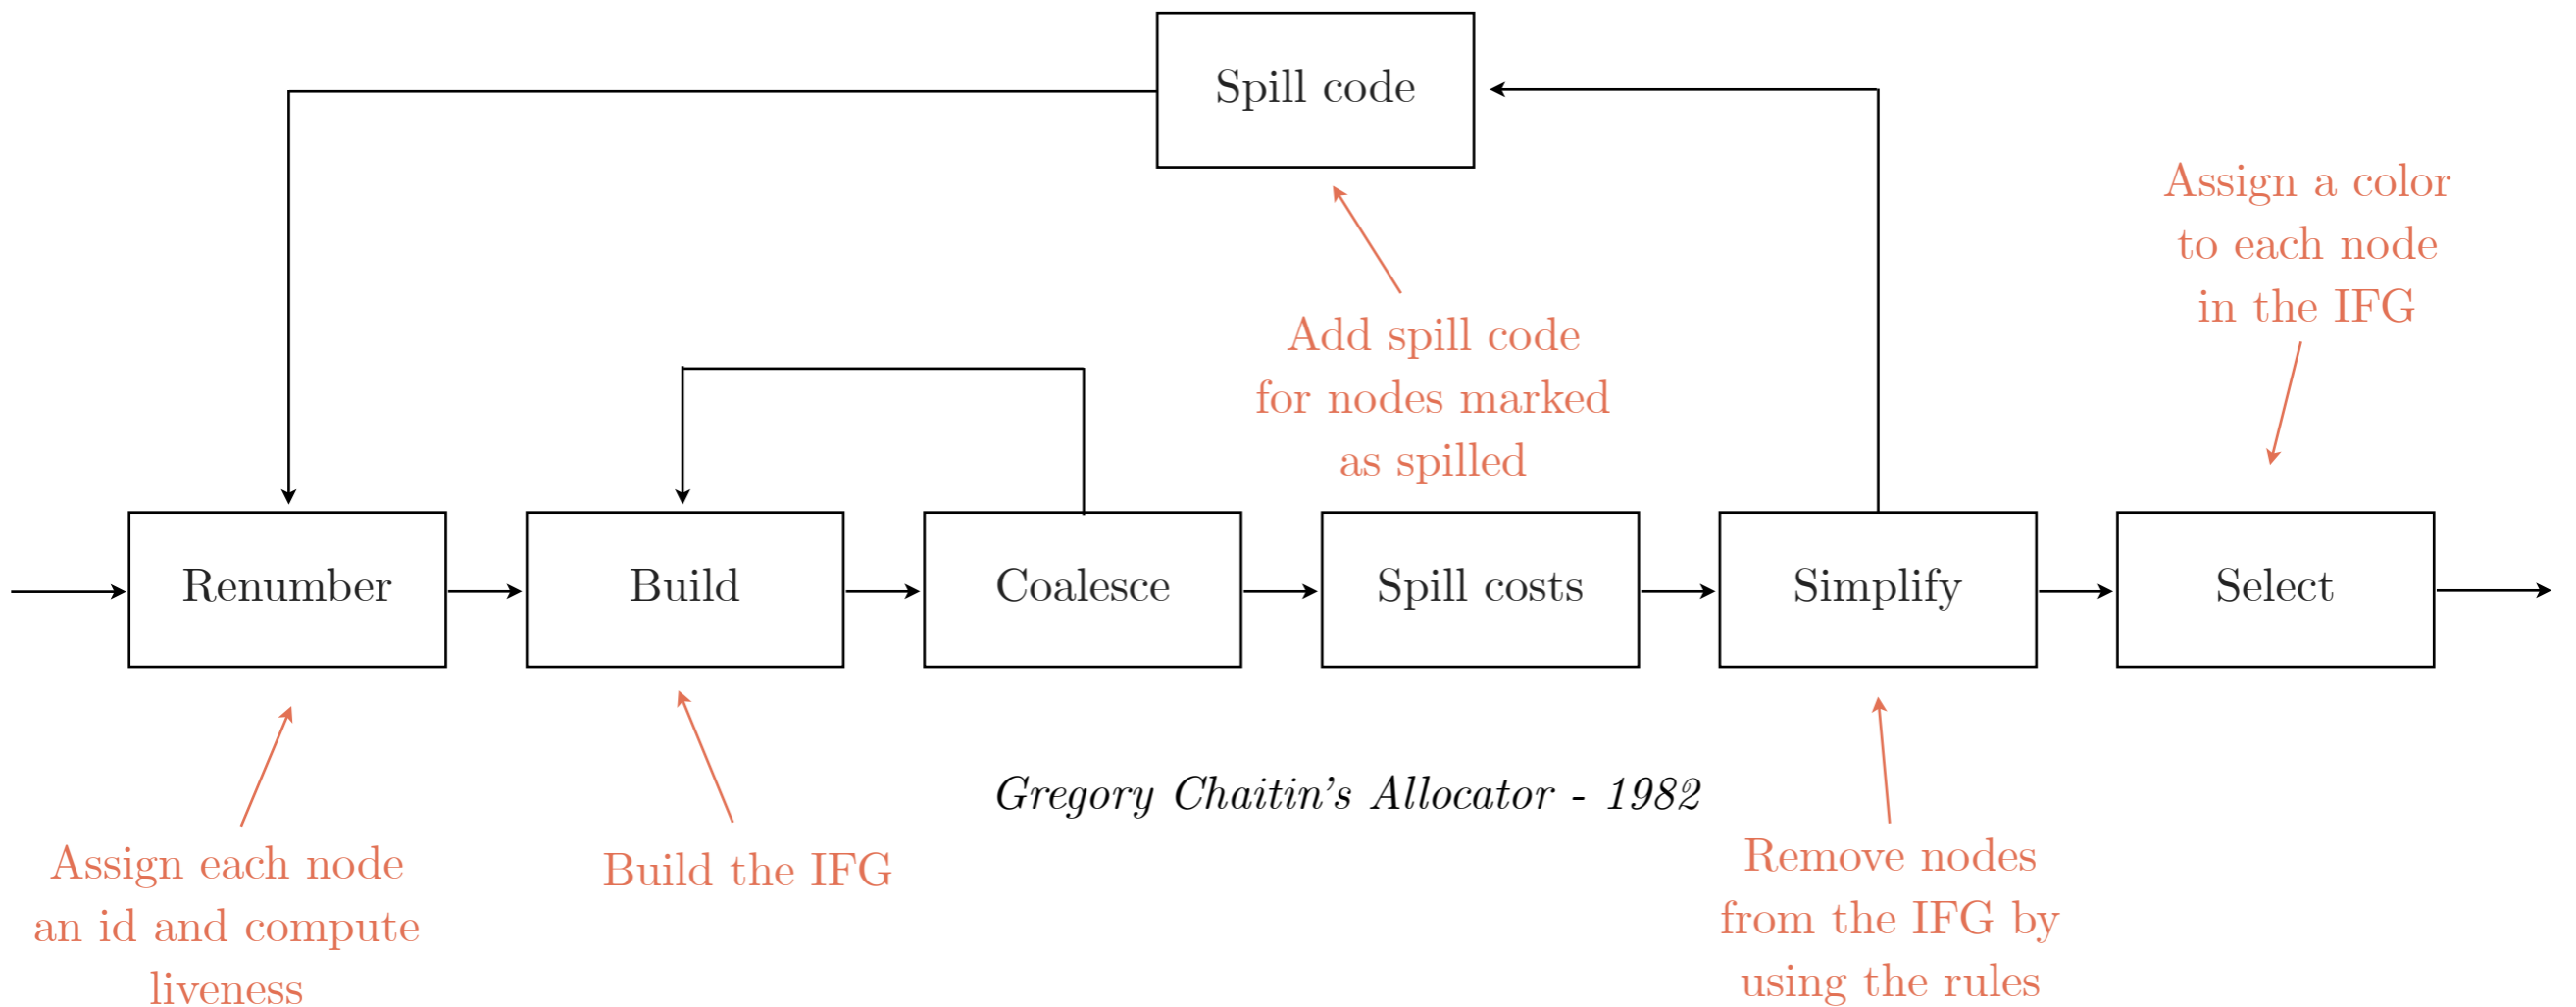 Spill code
Assign a color
to each node
in the IFG
Add spill code
for nodes marked
as spilled
Renumber
Build
Coalesce
Spill costs
Simplify
Select
Gregory Chaitin's Allocator - 1982
Assign each node
an id and compute
liveness
Build the IFG
Remove nodes
from the IFG by
using the rules